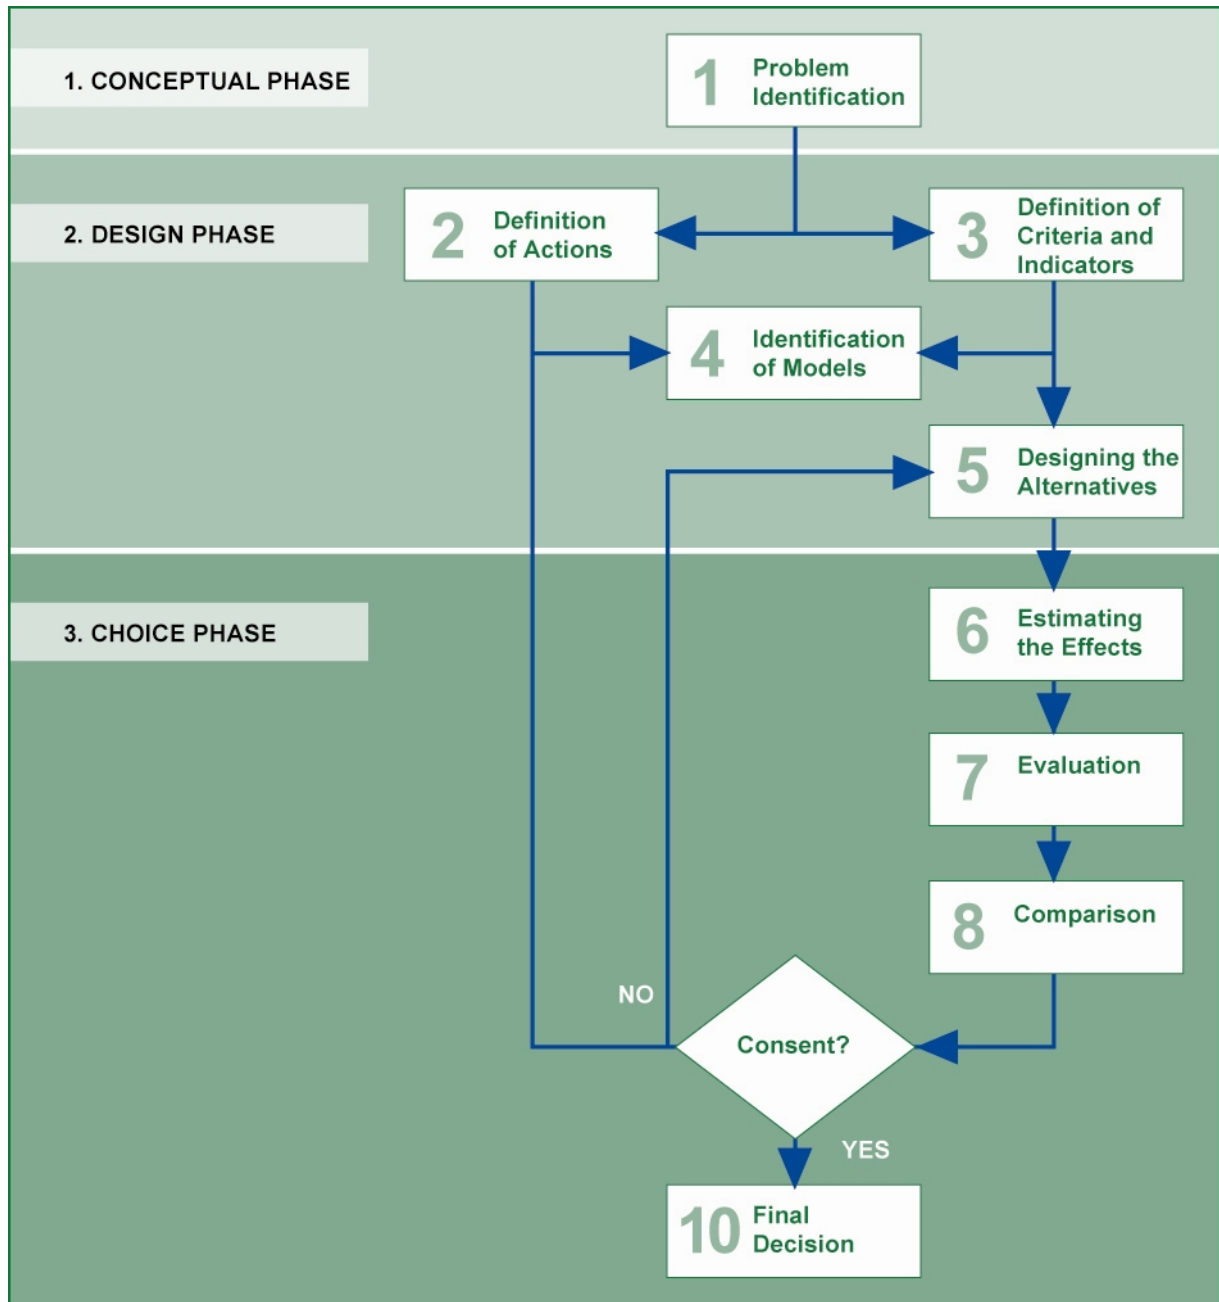 1. CONCEPTUAL PHASE
1
Problem
Identification
2. DESIGN PHASE
2
Definition
of Actions
3
Definition of
Criteria and
Indicators
4
Identification
of Models
5
Designing the
Alternatives
3. CHOICE PHASE
6
Estimating
the Effects
7
Evaluation
8
Comparison
NO
Consent?
YES
10
Final
Decision